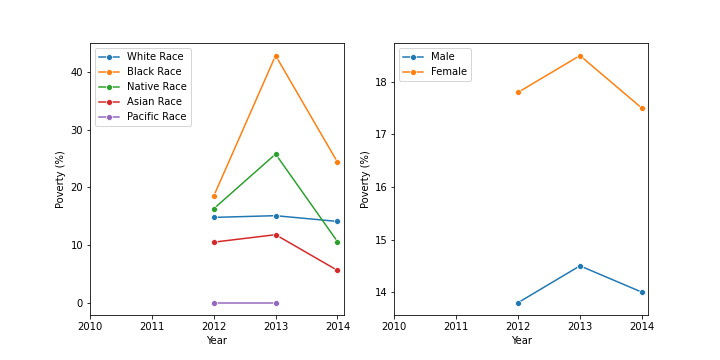 White Race
Black Race
Native Race
Asian Race
Pacific Race
40
30
20
10
0
Poverty (%)
2010 2011 2012 2013 2014
Year
Male
Female
18
17
16
15
14
Poverty (%)
2010 2011 2012 2013 2014
Year